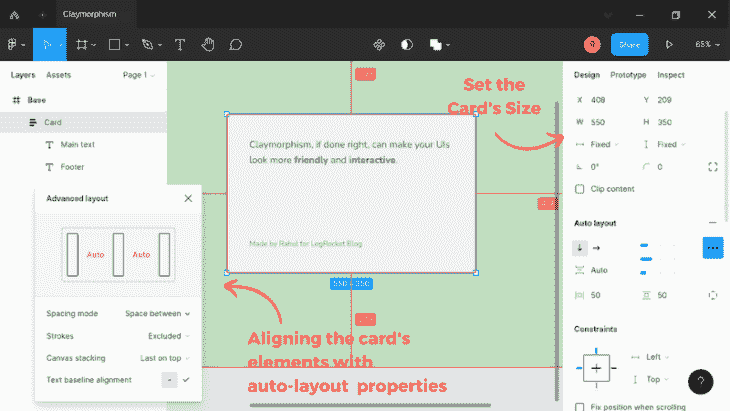 Claymorphism
Share
63%
Layers Assets Page 1
Base
Card
Main text
Footer
Advanced layout
Auto Auto
Spacing mode Space between
Strokes Excluded
Canvas stacking Last on top
Text baseline alignment
Claymorphism, if done right, can make your UIs
look more friendly and interactive.
Made by Rahul for LogRocket Blog
550 x 350
Set the
Card's Size
Aligning the card's
elements with
auto-layout properties
Design Prototype Inspect
X 408 Y 209
W 550 H 350
Fixed Fixed
0° 0
Clip content
Auto layout
Auto
50 50
Constraints
Left
Top
Fix position when scrolling
?